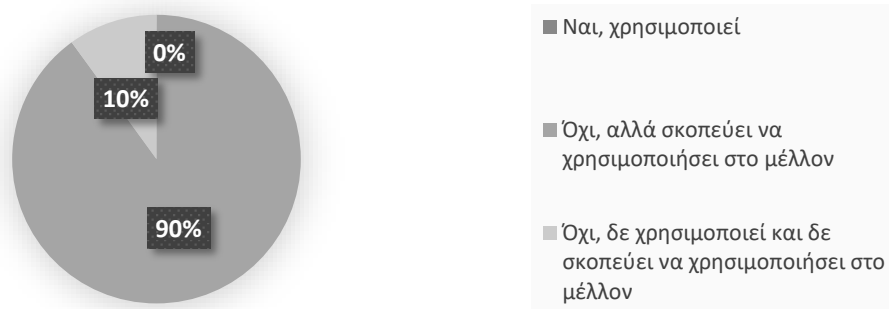 0%
10%
90%
Ναι, χρησιμοποιεί
Όχι, αλλά σκοπεύει να
χρησιμοποιήσει στο μέλλον
Όχι, δε χρησιμοποιεί και δε
σκοπεύει να χρησιμοποιήσει στο
μέλλον